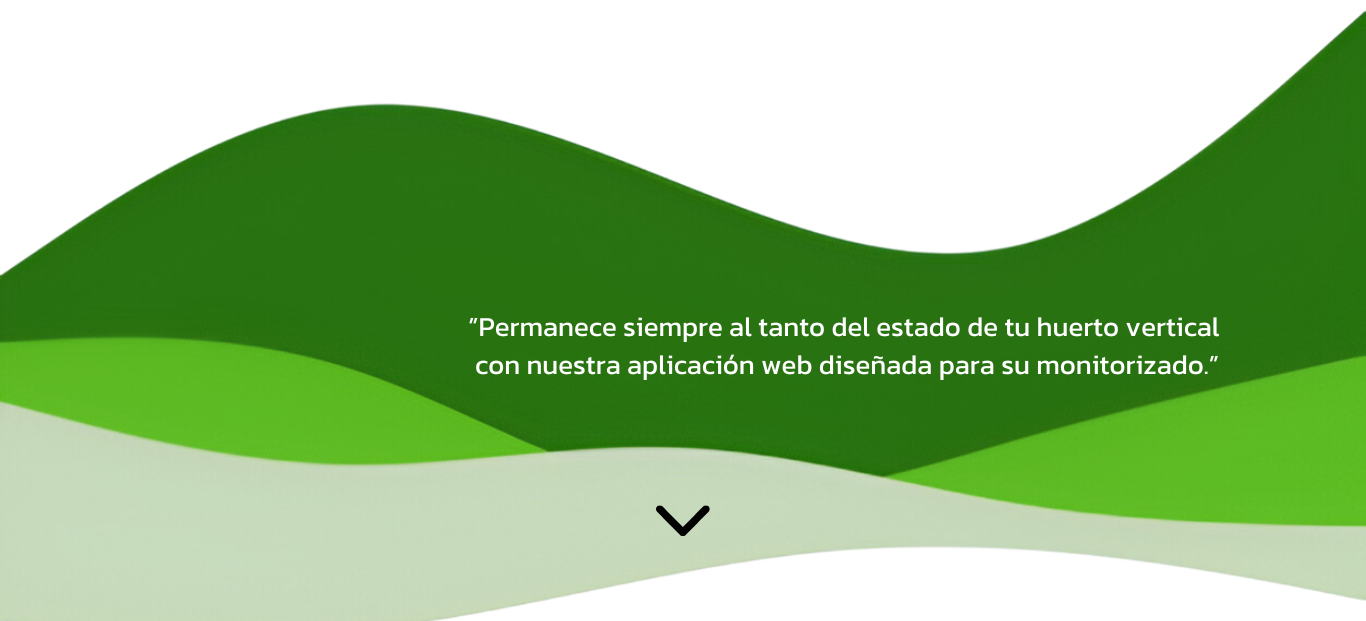 "Permanece siempre al tanto del estado de tu huerto vertical
con nuestra aplicación web diseñada para su monitorizado."